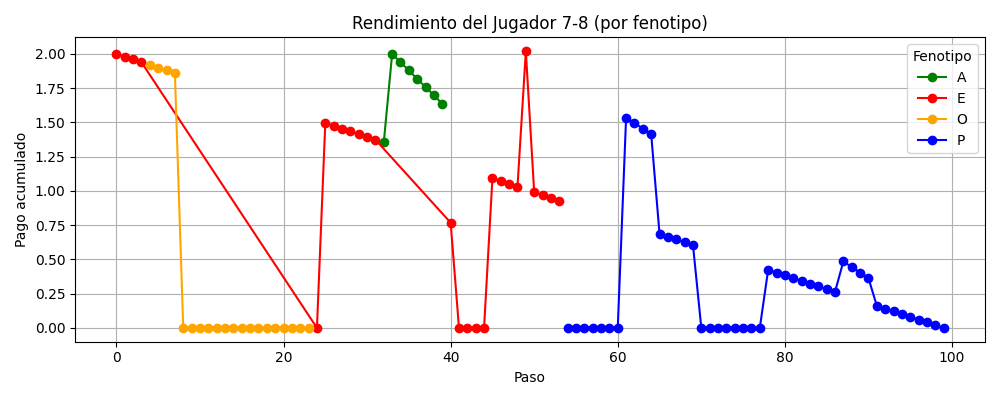 Rendimiento del Jugador 7-8 (por fenotipo)
Pago acumulado
2.00
1.75
1.50
1.25
1.00
0.75
0.50
0.25
0.00
0
20
40
60
80
100
Paso
Fenotipo
A
E
O
P